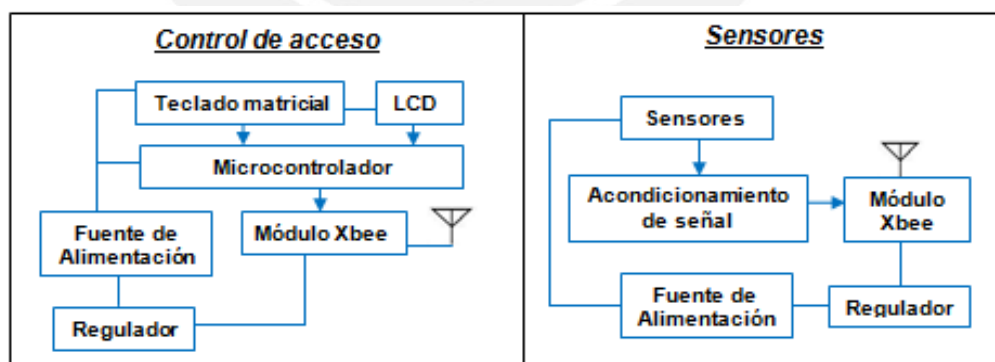 Control de acceso
Teclado matricial
LCD
Microcontrolador
Fuente de
Alimentación
Módulo Xbee
Regulador
Sensores
Sensores
Acondicionamiento
de señal
Módulo
Xbee
Fuente de
Alimentación
Regulador